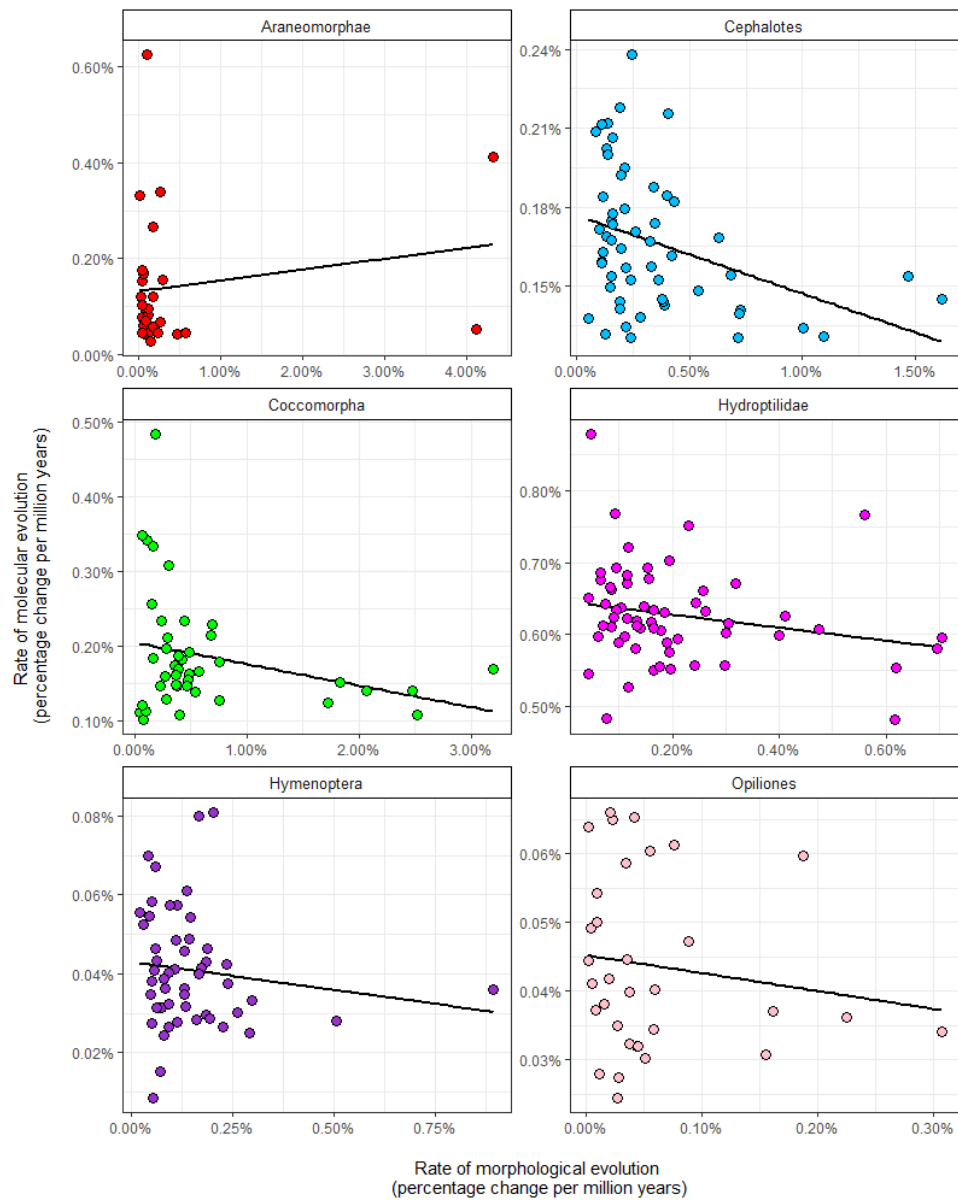 Araneomorphae
Cephalotes
0.60%
0.40%
0.20%
0.00%
0.00% 1.00% 2.00% 3.00% 4.00%
0.24%
0.21%
0.18%
0.15%
0.00% 0.50% 1.00% 1.50%
Coccomorpha
Hydroptilidae
0.50%
0.40%
0.30%
0.20%
0.10%
0.00% 1.00% 2.00% 3.00%
0.80%
0.70%
0.60%
0.50%
0.20% 0.40% 0.60%
Rate of molecular evolution
(percentage change per million years)
Hymenoptera
Opiliones
0.08%
0.06%
0.04%
0.02%
0.00% 0.25% 0.50% 0.75%
0.06%
0.05%
0.04%
0.03%
0.00% 0.10% 0.20% 0.30%
Rate of morphological evolution
(percentage change per million years)